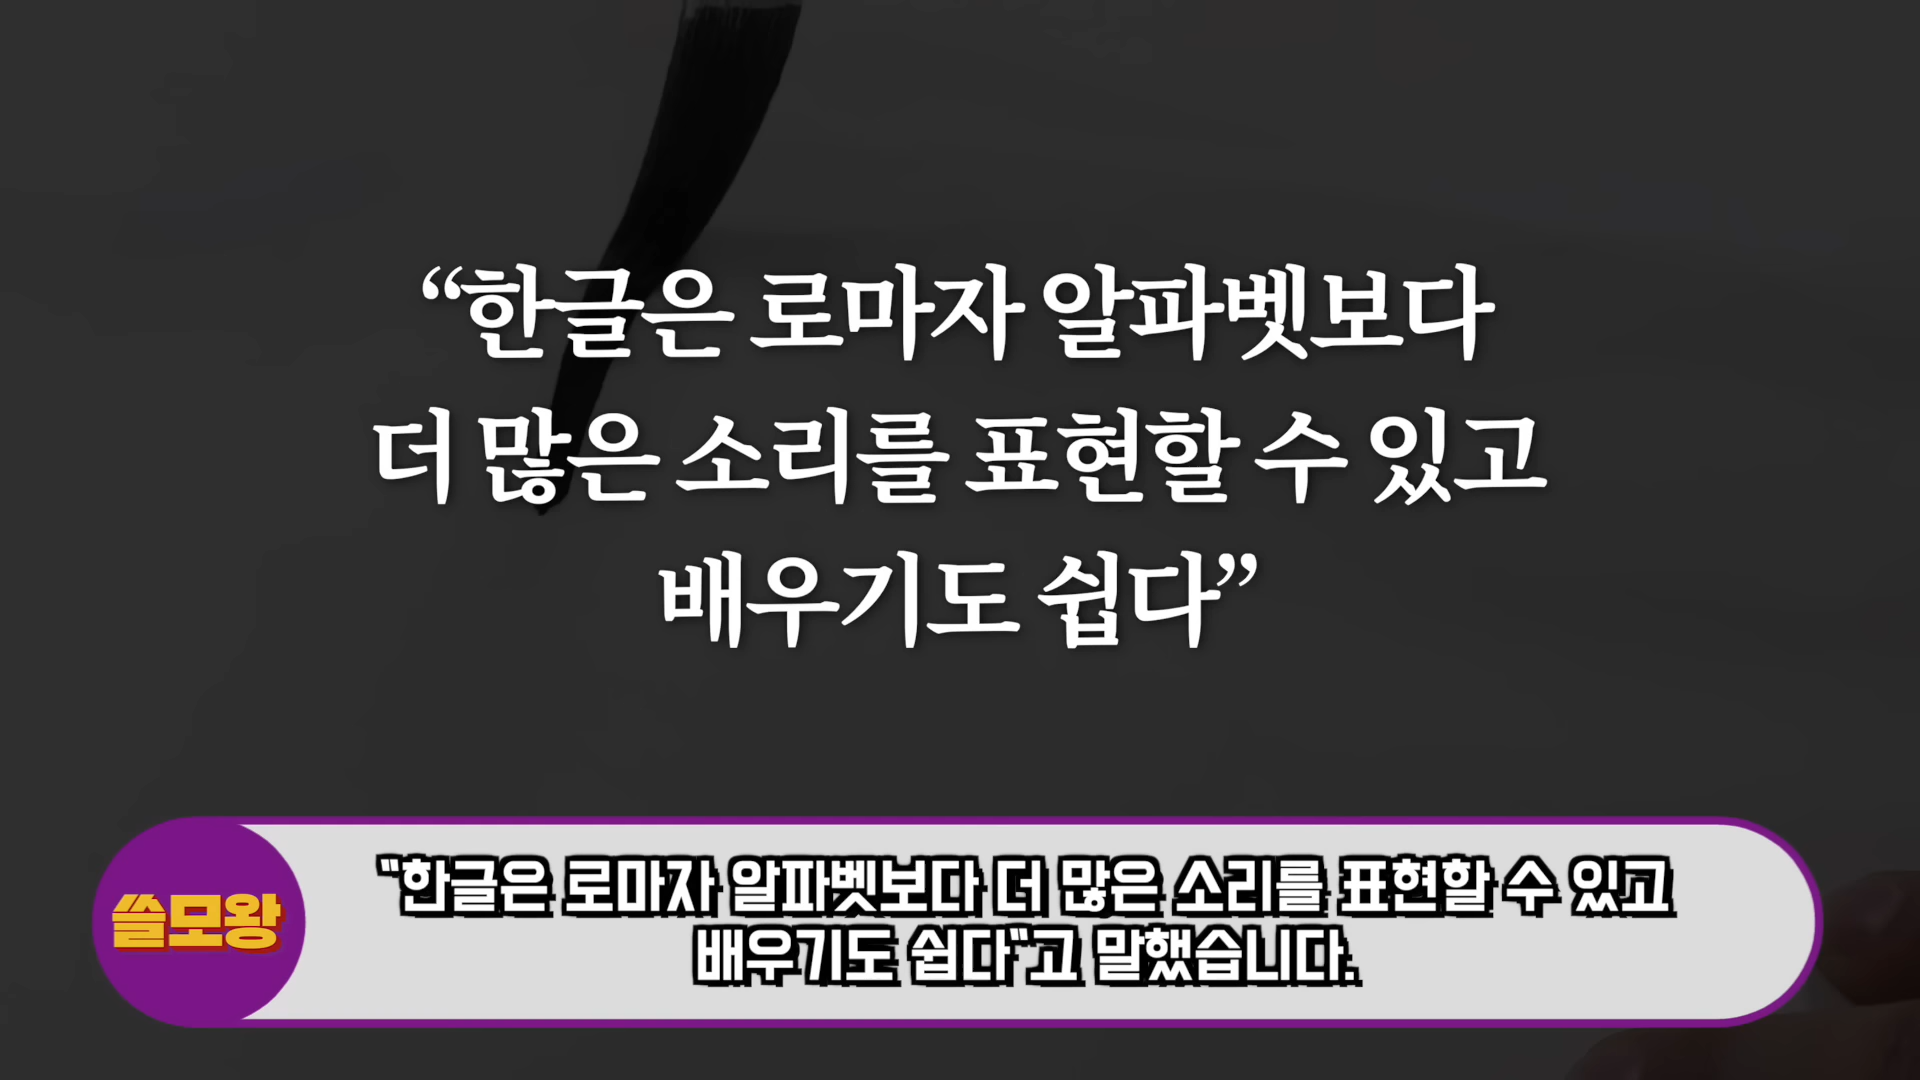 “한글은 로마자 알파벳보다
더 많은 소리를 표현할 수 있고
배우기도 쉽다”
쓸모왕
"한글은 로마자 알파벳보다 더 많은 소리를 표현할 수 있고
배우기도 쉽다"고 말했습니다.